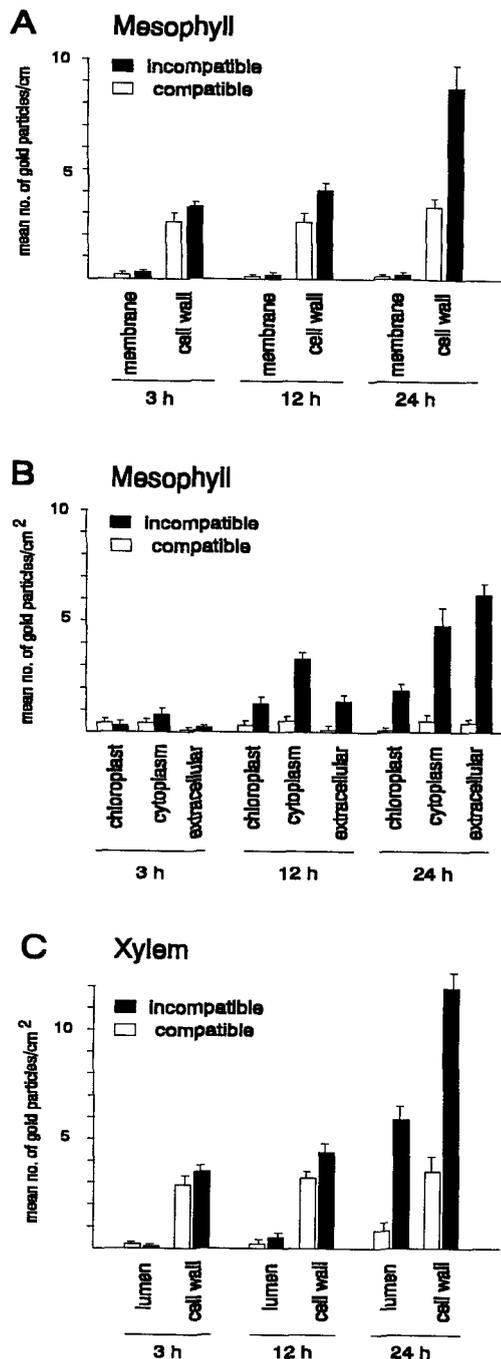 A Mesophyll
10
incompatible
compatible
5
mean no. of gold particles/cm
membrane cell wall membrane cell wall membrane cell wall
3 h 12 h 24 h
B Mesophyll
10
incompatible
compatible
5
mean no. of gold particles/cm²
chloroplast cytoplasm extracellular chloroplast cytoplasm extracellular chloroplast cytoplasm extracellular
3 h 12 h 24 h
C Xylem
incompatible
10
compatible
5
mean no. of gold particles/cm²
lumen cell wall lumen cell wall lumen cell wall
3 h 12 h 24 h